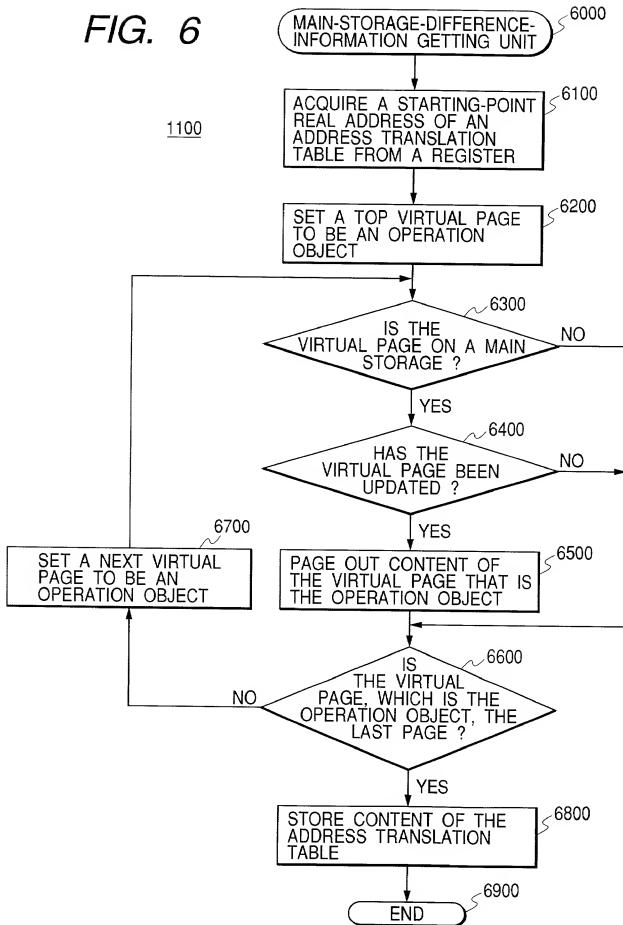 FIG. 6
1100
MAIN-STORAGE-DIFFERENCE-
INFORMATION GETTING UNIT
6000
ACQUIRE A STARTING-POINT
REAL ADDRESS OF AN
ADDRESS TRANSLATION
TABLE FROM A REGISTER
6100
SET A TOP VIRTUAL PAGE
TO BE AN OPERATION
OBJECT
6200
IS THE
VIRTUAL PAGE ON A MAIN
STORAGE ?
6300
NO
YES
HAS THE
VIRTUAL PAGE BEEN
UPDATED ?
6400
NO
YES
PAGE OUT CONTENT OF
THE VIRTUAL PAGE THAT IS
THE OPERATION OBJECT
6500
SET A NEXT VIRTUAL
PAGE TO BE AN
OPERATION OBJECT
6700
IS
THE VIRTUAL
PAGE, WHICH IS THE
OPERATION OBJECT, THE
LAST PAGE ?
6600
NO
YES
STORE CONTENT OF THE
ADDRESS TRANSLATION
TABLE
6800
END
6900